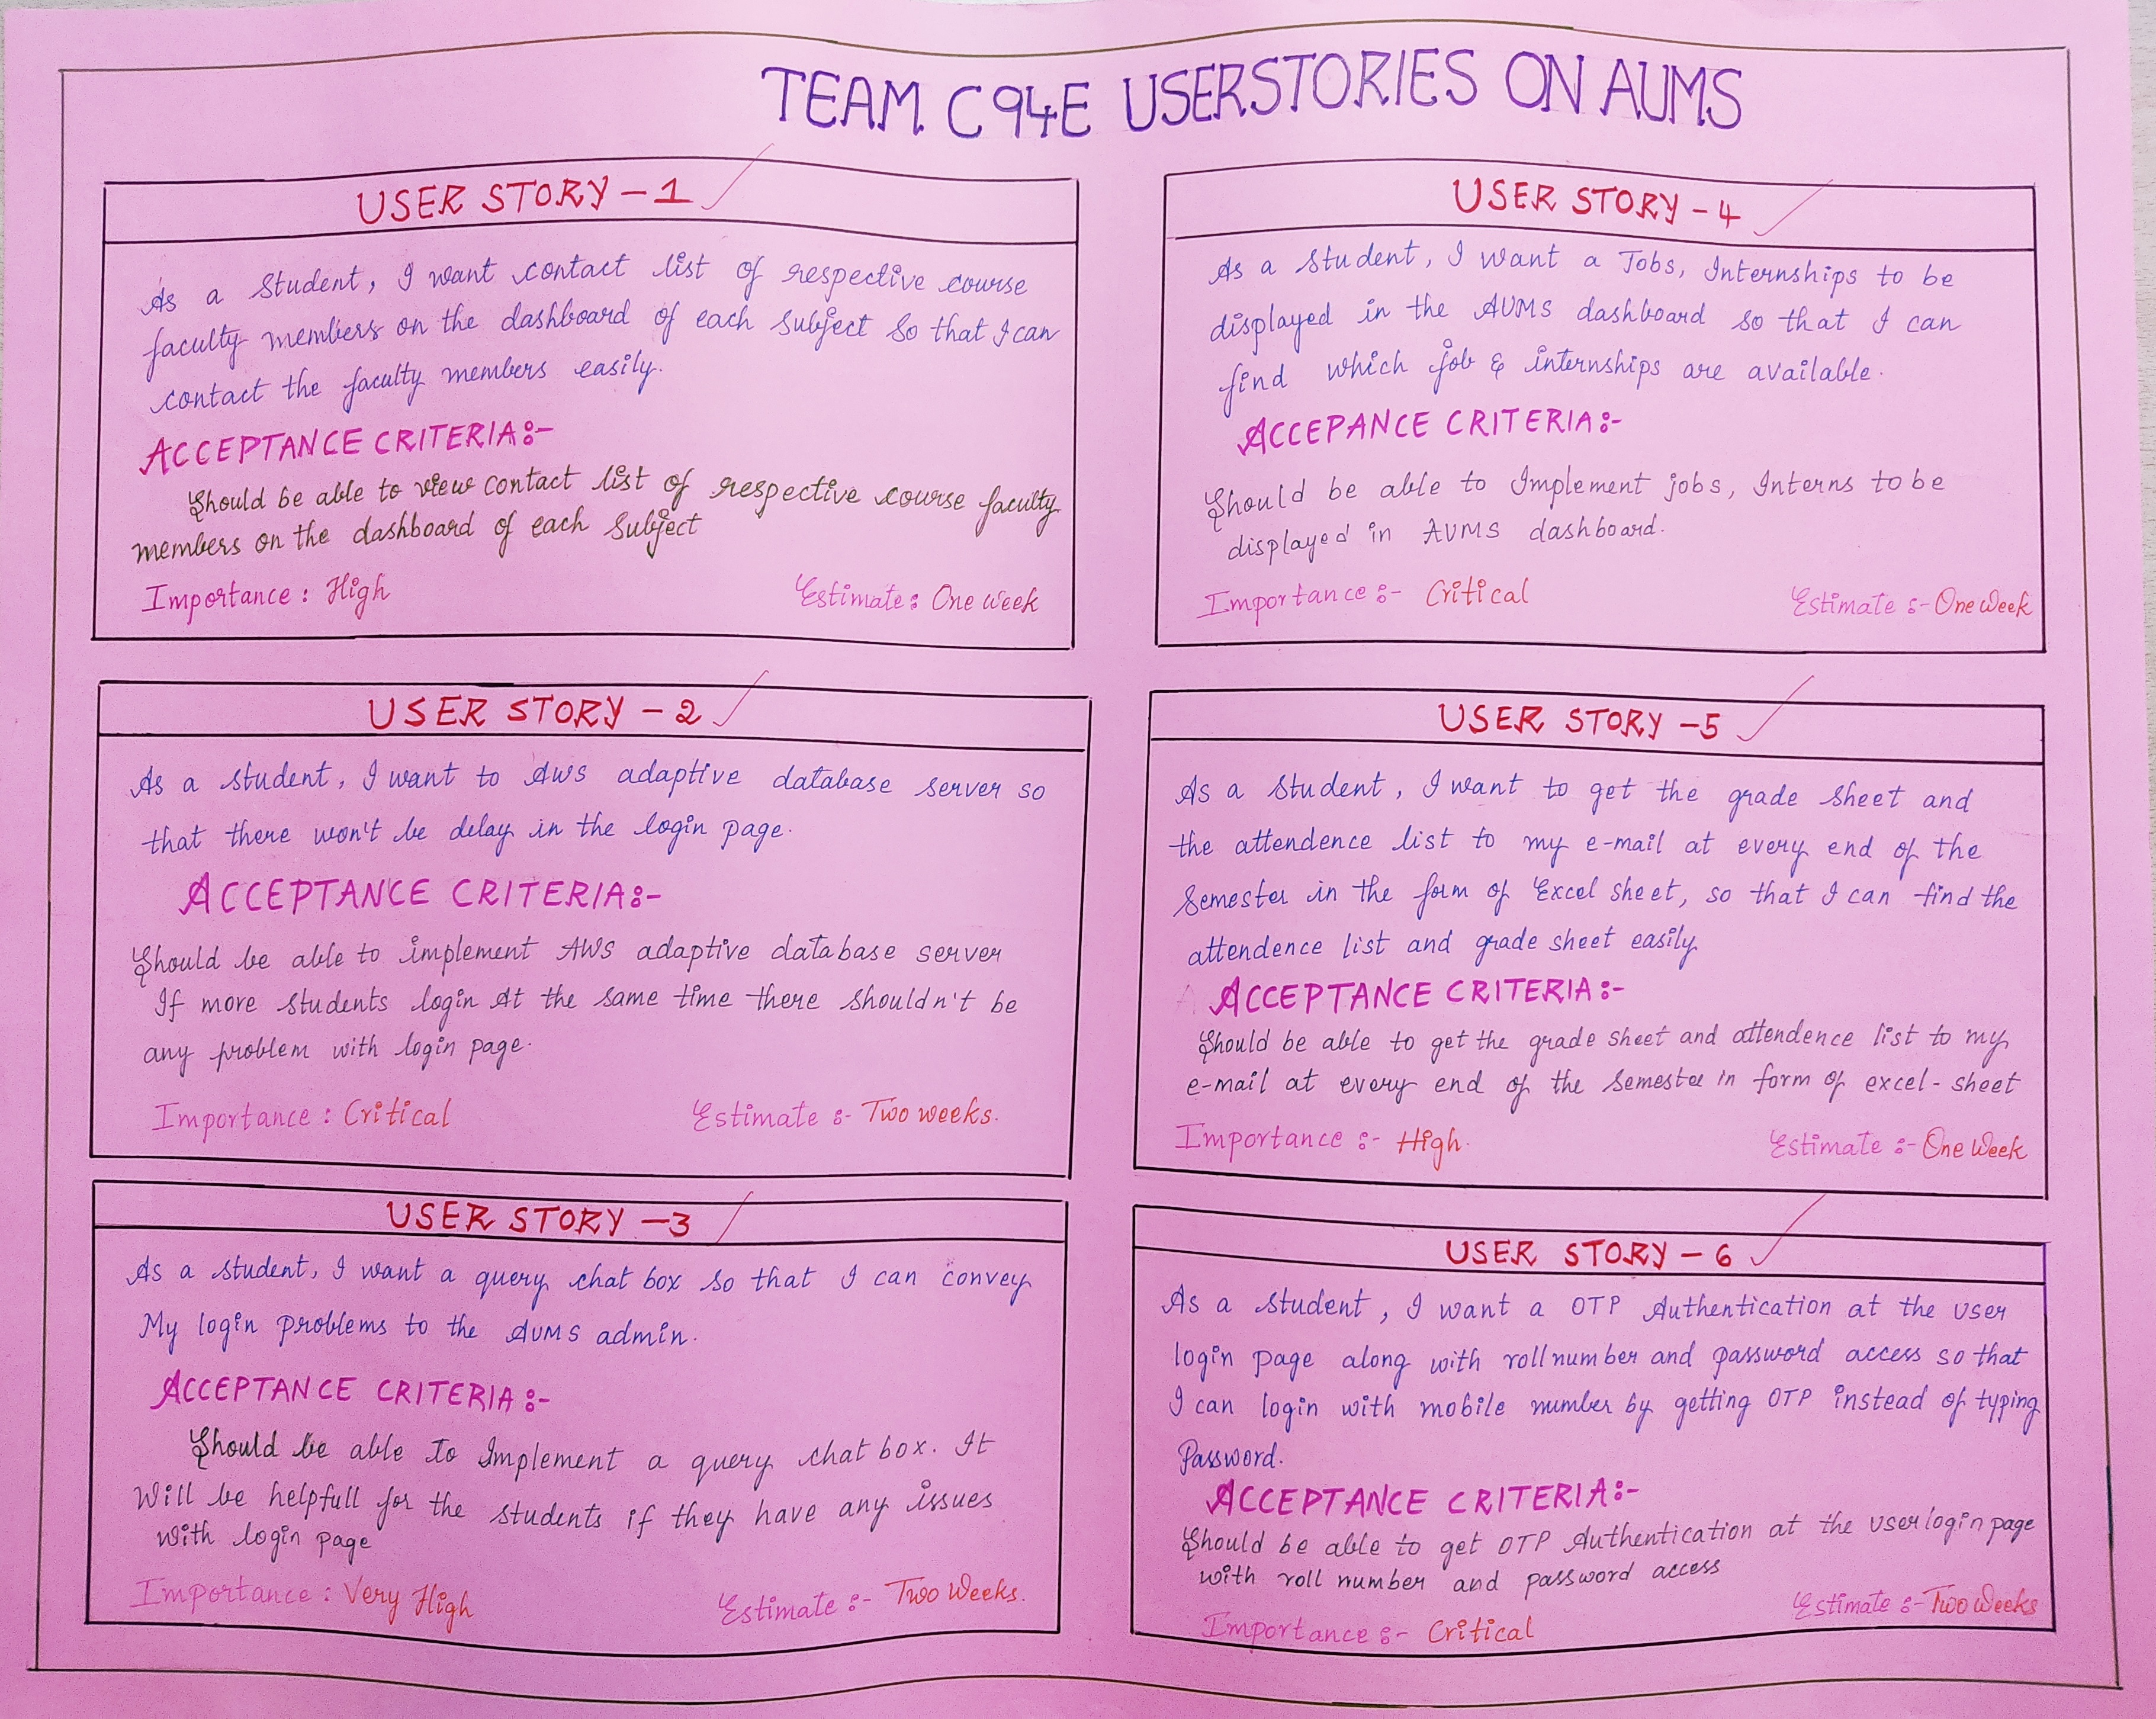 TEAM C94E USERSTORIES ON AUMS
USER STORY - 1
As a Student, I want contact list of respective course
faculty members on the dashboard of each Subject so that I can
contact the faculty members easily.
ACCEPTANCE CRITERIA:-
Should be able to view contact list of respective course faculty
members on the dashboard of each Subject
Importance : High Estimate : One week
USER STORY - 2
As a student, I want to AWS adaptive database server so
that there won't be delay in the login page.
ACCEPTANCE CRITERIA:-
Should be able to implement AWS adaptive database server
If more students login At the same time there shouldn't be
any problem with login page.
Importance : Critical Estimate :- Two weeks.
USER STORY -3
As a student, I want a query chat box so that I can convey
My login problems to the AUMS admin.
ACCEPTANCE CRITERIA :-
Should be able to Implement a query chat box. It
Will be helpfull for the students if they have any issues
with login page
Importance : Very High Estimate :- Two Weeks.
USER STORY - 4
As a student, I want a Jobs, Internships to be
displayed in the AUMS dashboard so that I can
find which job & internships are available.
ACCEPANCE CRITERIA:-
Should be able to Implement jobs, Interns to be
displayed in AUMS dashboard.
Importance :- Critical Estimate :- One Week
USER STORY -5
As a student, I want to get the grade sheet and
the attendence list to my e-mail at every end of the
Semester in the form of Excel sheet, so that I can find the
attendence list and grade sheet easily
ACCEPTANCE CRITERIA :-
Should be able to get the grade sheet and attendence list to my
e-mail at every end of the semester in form of excel-sheet
Importance :- High. Estimate :- One Week
USER STORY - 6
As a student, I want a OTP Authentication at the user
login page along with roll number and password access so that
I can login with mobile number by getting OTP instead of typing
Password.
ACCEPTANCE CRITERIA:-
Should be able to get OTP Authentication at the user login page
with roll number and password access
Importance :- Critical Estimate :- Two Weeks